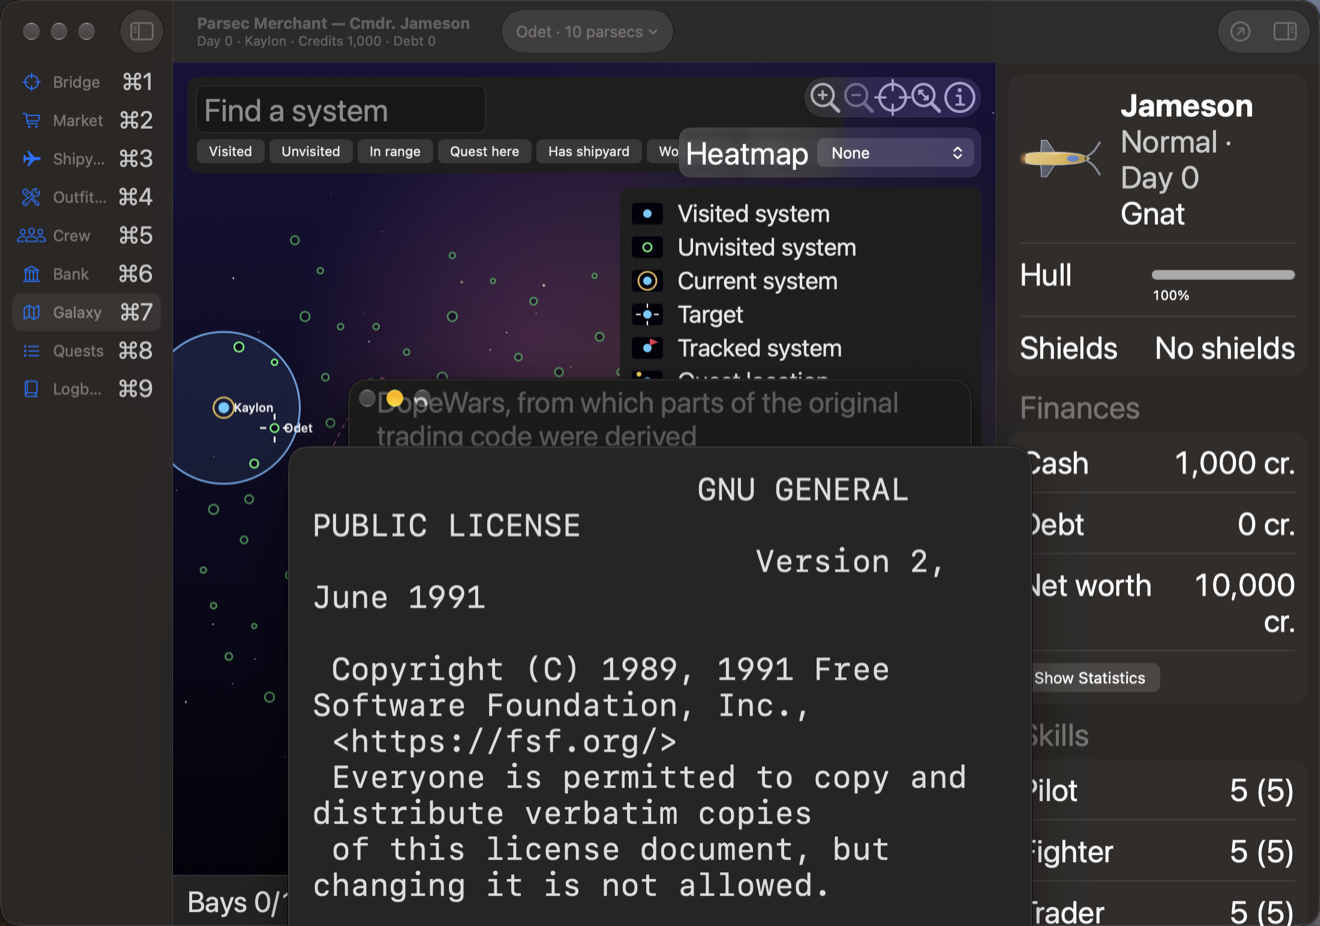 Parsec Merchant — Cmdr. Jameson
Day 0 · Kaylon · Credits 1,000 · Debt 0
Odet · 10 parsecs
Bridge ⌘1
Market ⌘2
Shipy... ⌘3
Outfit... ⌘4
Crew ⌘5
Bank ⌘6
Galaxy ⌘7
Quests ⌘8
Logb... ⌘9
Find a system
Visited
Unvisited
In range
Quest here
Has shipyard
Wo
Heatmap
None
Visited system
Unvisited system
Current system
Target
Tracked system
Quest location
Kaylon
Odet
DopeWars, from which parts of the original
trading code were derived
GNU GENERAL
PUBLIC LICENSE
Version 2,
June 1991
Copyright (C) 1989, 1991 Free
Software Foundation, Inc.,
<https://fsf.org/>
Everyone is permitted to copy and
distribute verbatim copies
of this license document, but
changing it is not allowed.
Bays 0/
Jameson
Normal ·
Day 0
Gnat
Hull
100%
Shields No shields
Finances
Cash 1,000 cr.
Debt 0 cr.
Net worth 10,000
cr.
Show Statistics
Skills
Pilot 5 (5)
Fighter 5 (5)
Trader 5 (5)